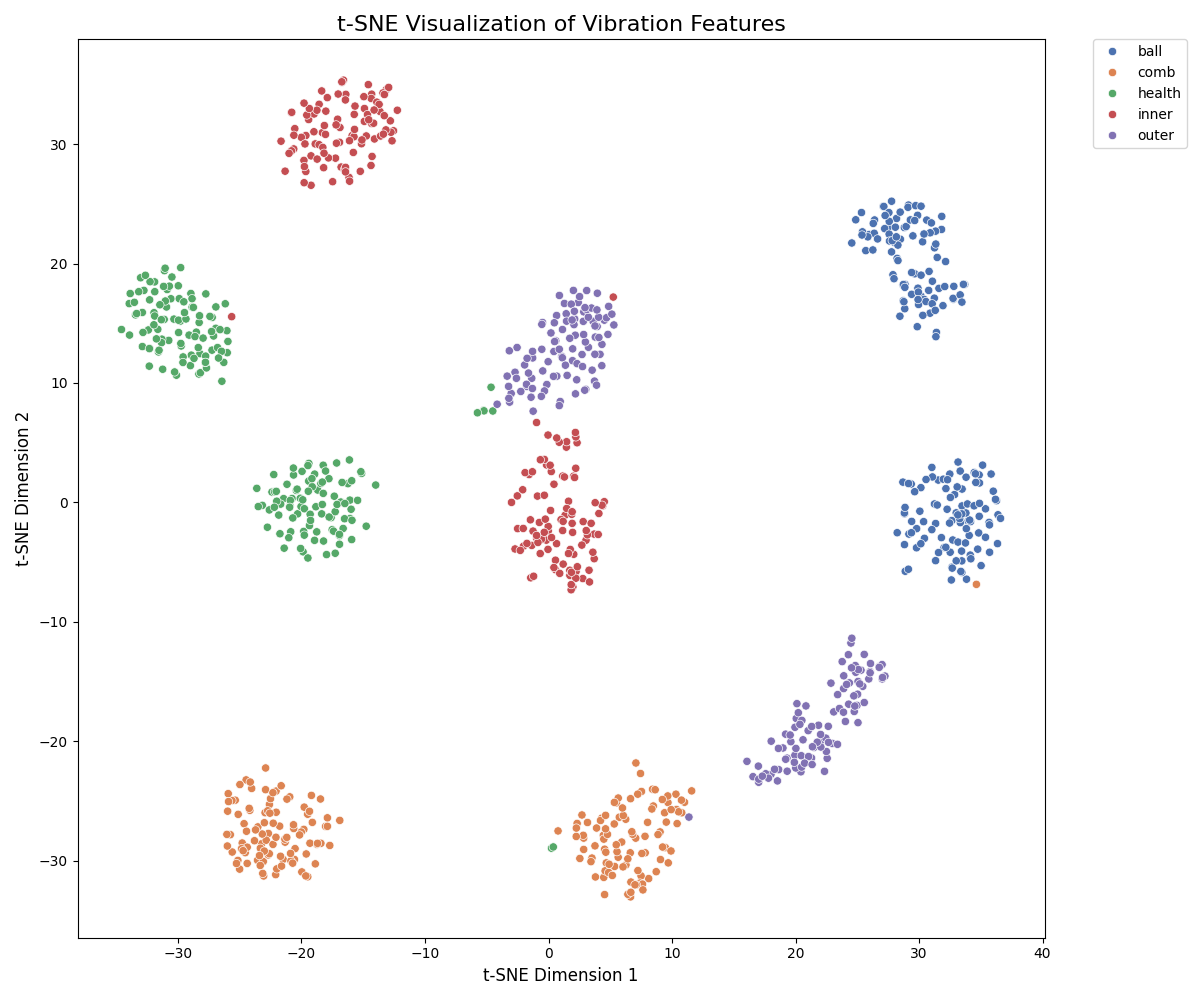 t-SNE Visualization of Vibration Features
ball
comb
health
inner
outer
t-SNE Dimension 2
30
20
10
0
−10
−20
−30
−30
−20
−10
0
10
20
30
40
t-SNE Dimension 1